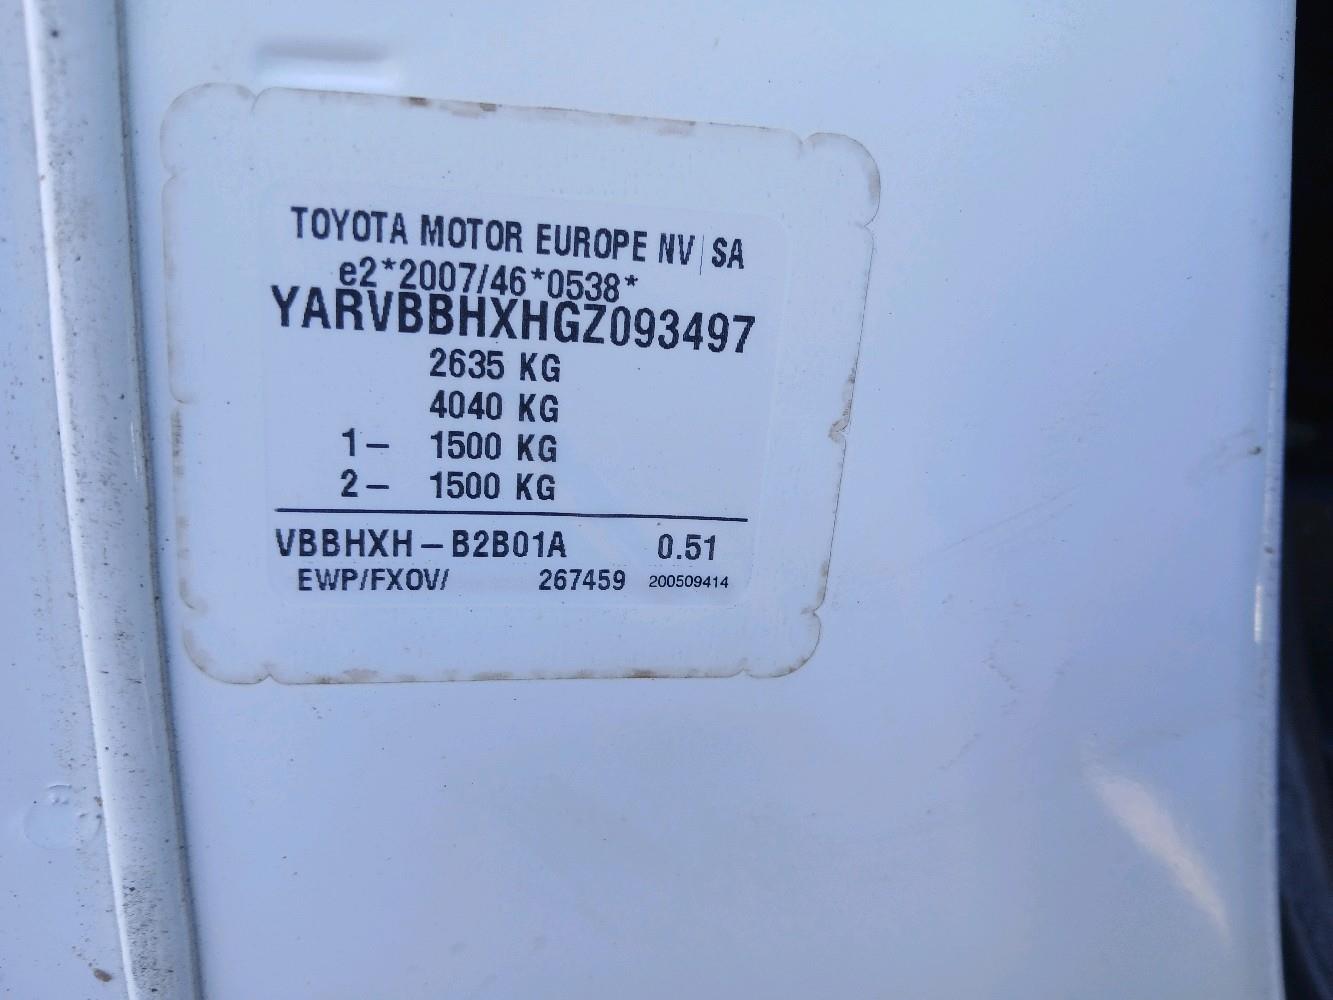 TOYOTA MOTOR EUROPE NV|SA
e2*2007/46*0538*
YARVBBHXHGZ093497
2635 KG
4040 KG
1- 1500 KG
2- 1500 KG
VBBHXH-B2B01A 0.51
EWP/FXOV/ 267459 200509414